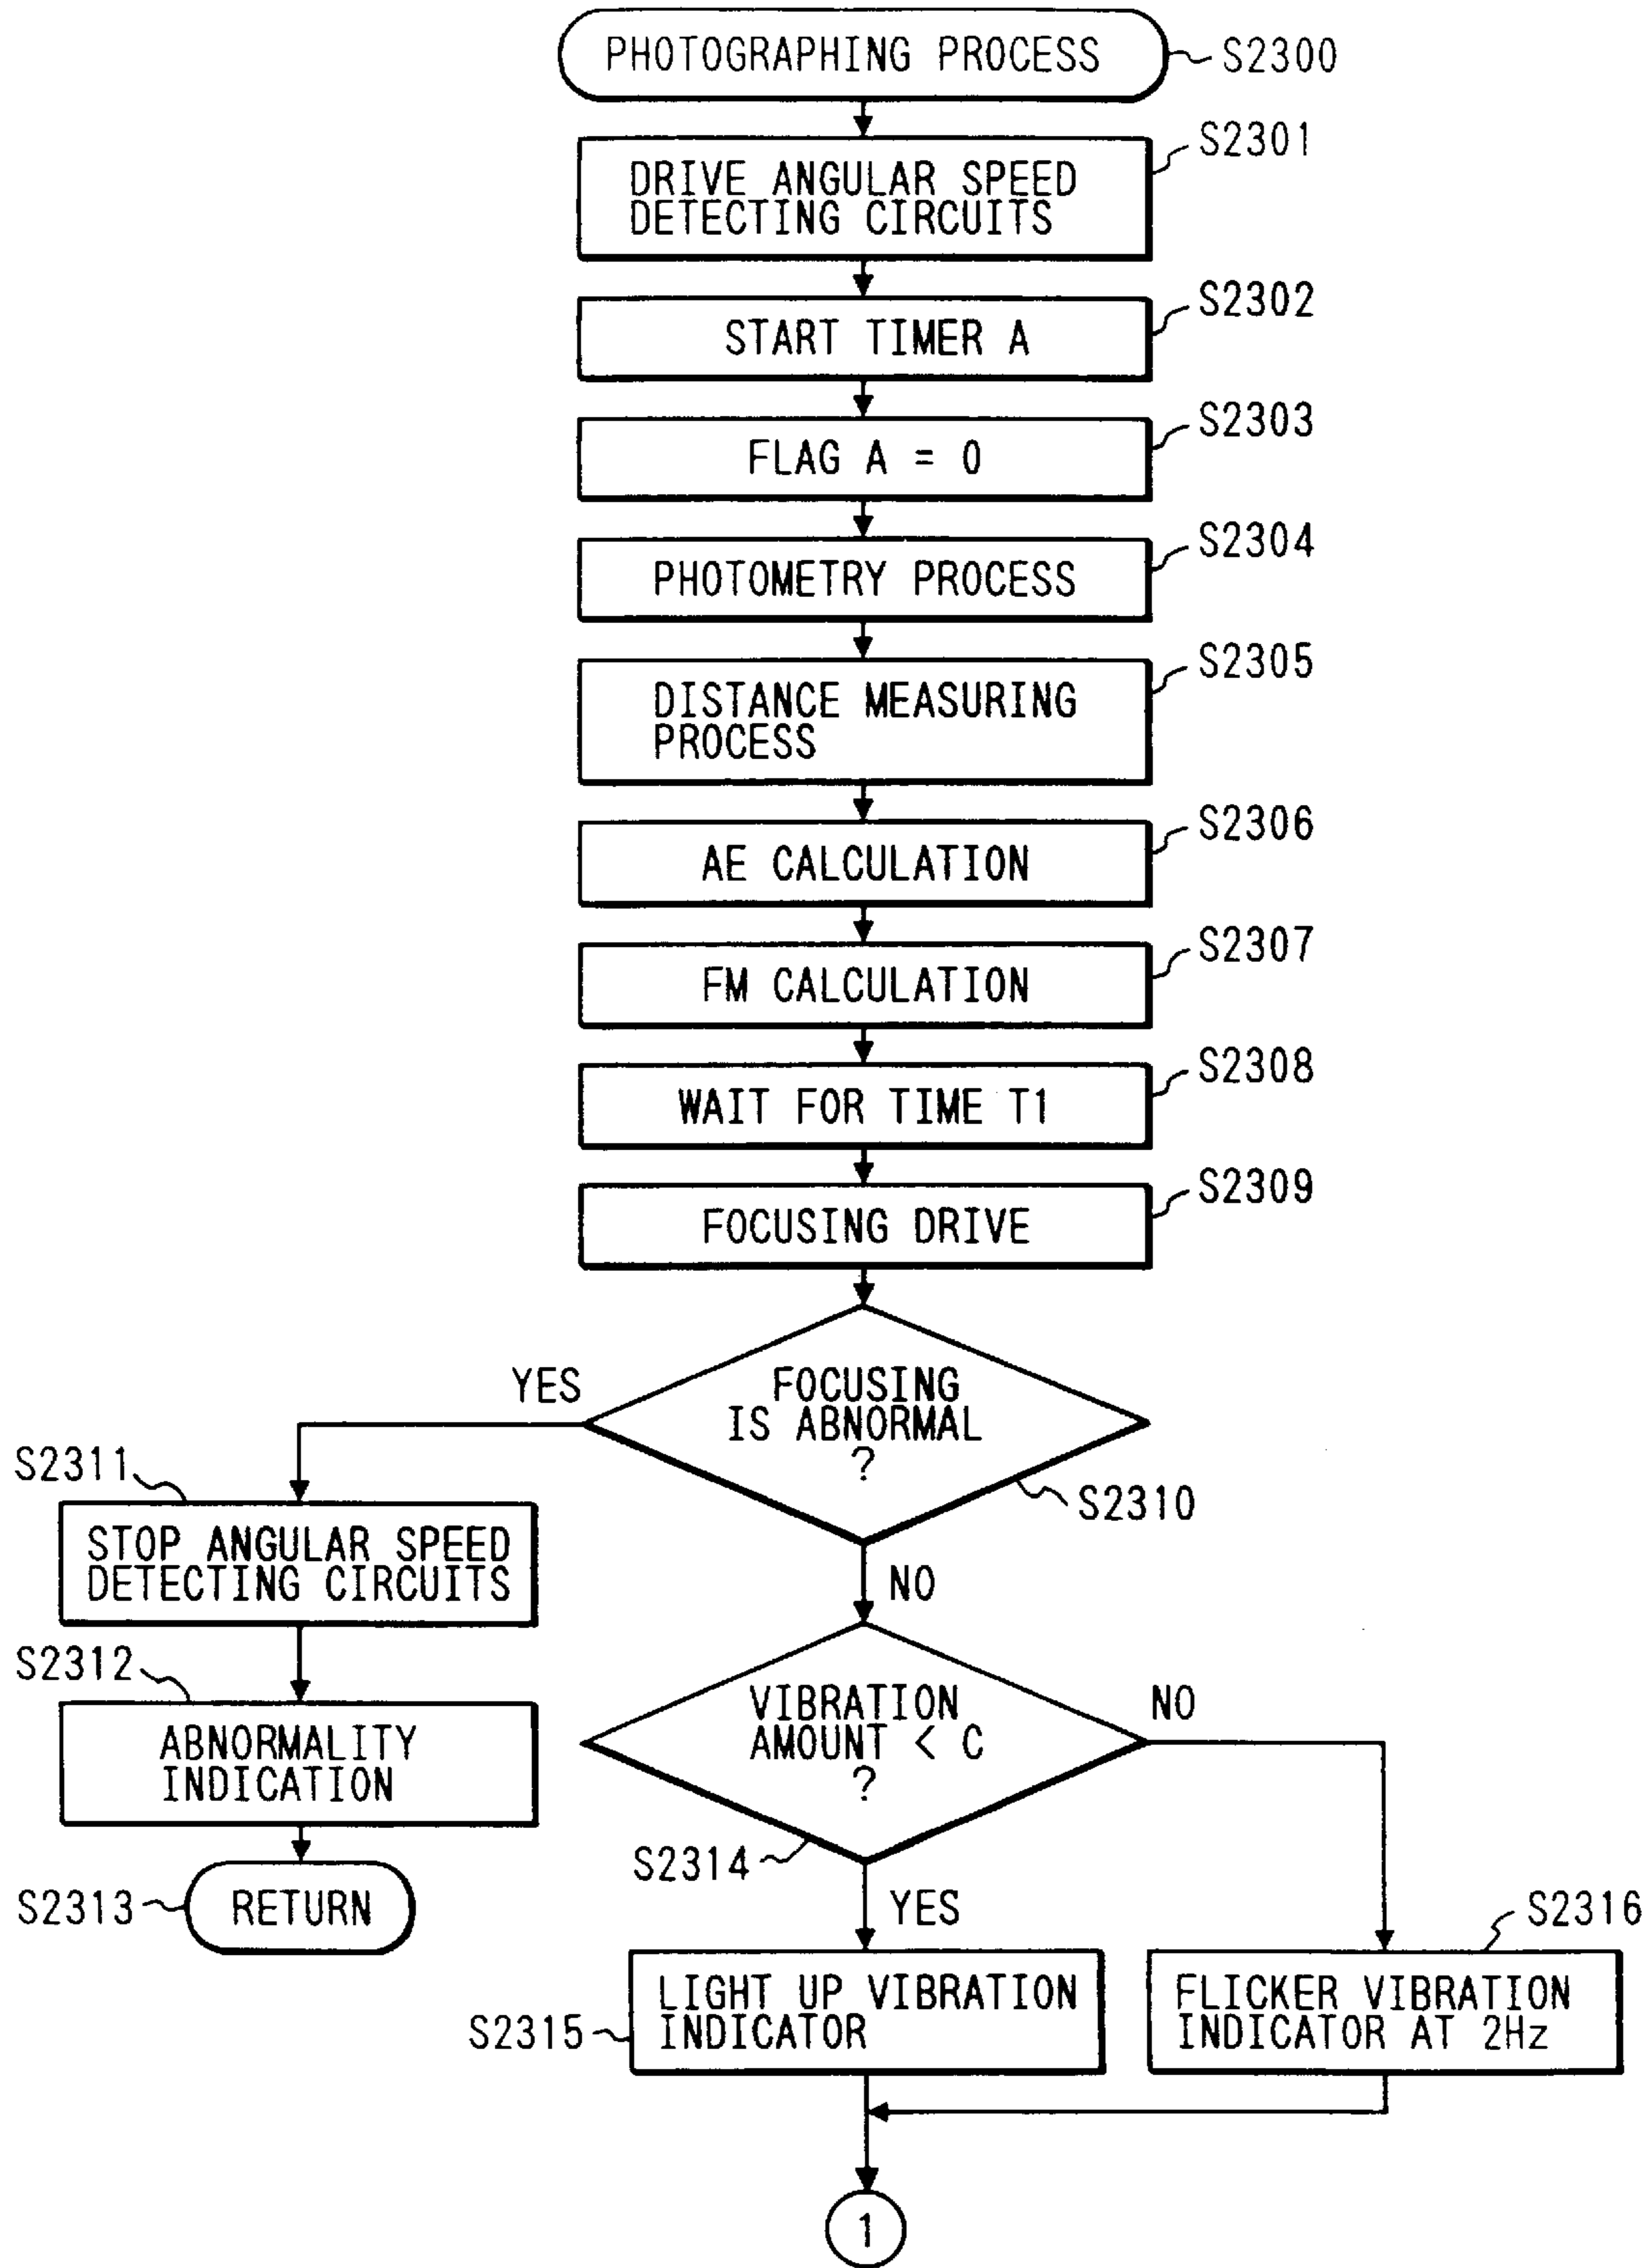 PHOTOGRAPHING PROCESS
S2300
S2301
DRIVE ANGULAR SPEED
DETECTING CIRCUITS
S2302
START TIMER A
S2303
FLAG A = 0
S2304
PHOTOMETRY PROCESS
S2305
DISTANCE MEASURING
PROCESS
S2306
AE CALCULATION
S2307
FM CALCULATION
S2308
WAIT FOR TIME T1
S2309
FOCUSING DRIVE
YES
FOCUSING
IS ABNORMAL
?
S2310
NO
S2311
STOP ANGULAR SPEED
DETECTING CIRCUITS
S2312
ABNORMALITY
INDICATION
S2313
RETURN
VIBRATION
AMOUNT < C
?
NO
S2314
YES
S2315
LIGHT UP VIBRATION
INDICATOR
S2316
FLICKER VIBRATION
INDICATOR AT 2Hz
1